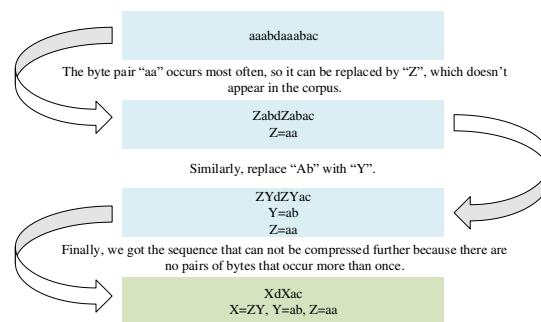 aaabdaaabac
The byte pair “aa” occurs most often, so it can be replaced by “Z”, which doesn’t
appear in the corpus.
ZabdZabac
Z=aa
Similarly, replace “Ab” with “Y”.
ZYdZYac
Y=ab
Z=aa
Finally, we got the sequence that can not be compressed further because there are
no pairs of bytes that occur more than once.
XdXac
X=ZY, Y=ab, Z=aa